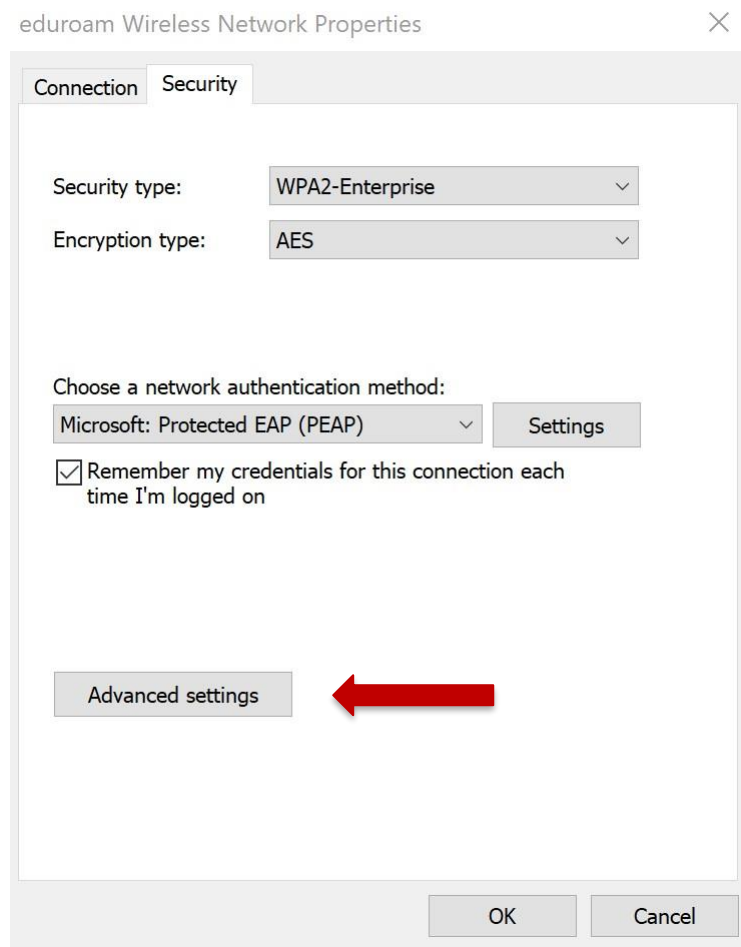 eduroam Wireless Network Properties
Connection
Security
Security type:
WPA2-Enterprise
Encryption type:
AES
Choose a network authentication method:
Microsoft: Protected EAP (PEAP)
Settings
Remember my credentials for this connection each
time I'm logged on
Advanced settings
OK
Cancel